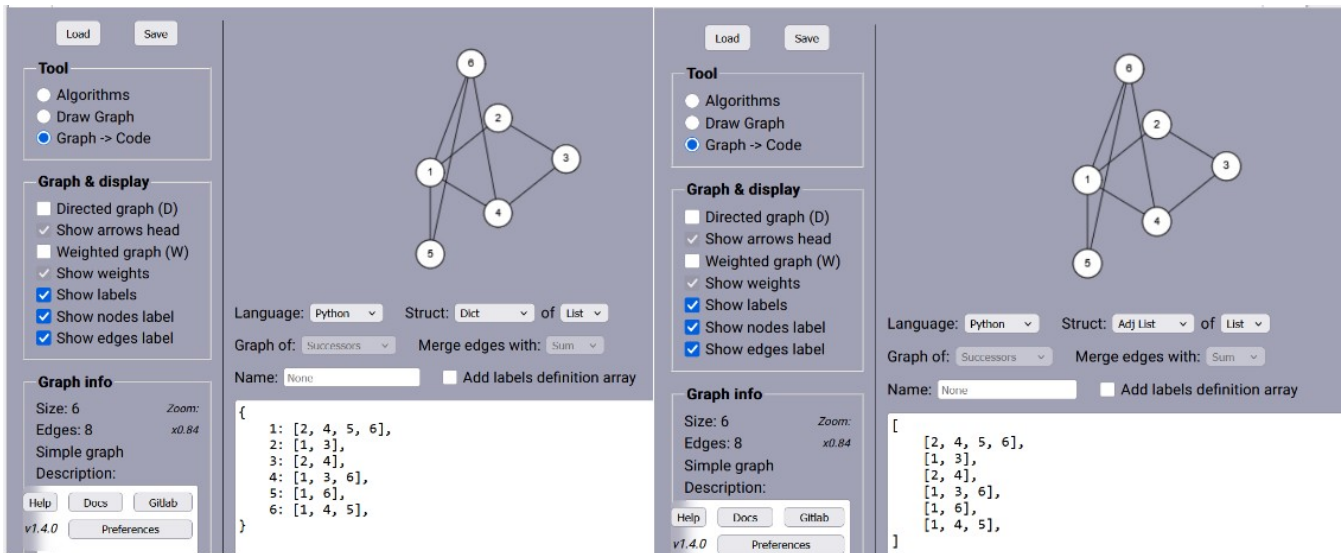 Load Save
Tool
Algorithms
Draw Graph
Graph -> Code
Graph & display
Directed graph (D)
Show arrows head
Weighted graph (W)
Show weights
Show labels
Show nodes label
Show edges label
Graph info
Size: 6 Zoom:
Edges: 8 x0.84
Simple graph
Description:
Help Docs Gitlab
v1.4.0 Preferences
6
2
3
1
4
5
Language: Python Struct: Dict of List
Graph of: Successors Merge edges with: Sum
Name: None Add labels definition array
{
1: [2, 4, 5, 6],
2: [1, 3],
3: [2, 4],
4: [1, 3, 6],
5: [1, 6],
6: [1, 4, 5],
}
Load Save
Tool
Algorithms
Draw Graph
Graph -> Code
Graph & display
Directed graph (D)
Show arrows head
Weighted graph (W)
Show weights
Show labels
Show nodes label
Show edges label
Graph info
Size: 6 Zoom:
Edges: 8 x0.84
Simple graph
Description:
Help Docs Gitlab
v1.4.0 Preferences
6
2
3
1
4
5
Language: Python Struct: Adj List of List
Graph of: Successors Merge edges with: Sum
Name: None Add labels definition array
[
[2, 4, 5, 6],
[1, 3],
[2, 4],
[1, 3, 6],
[1, 6],
[1, 4, 5],
]